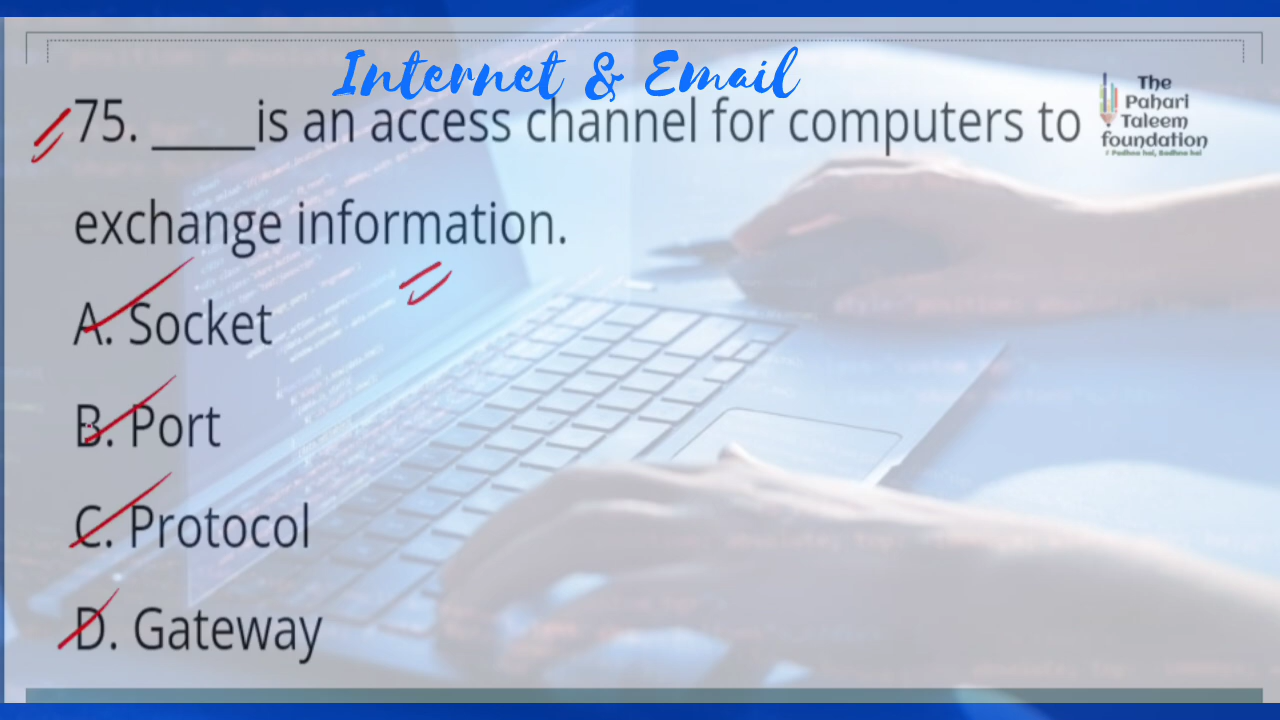 Internet & Email
75. ____is an access channel for computers to
exchange information.
The
Pahari
Taleem
foundation
A. Socket
B. Port
C. Protocol
D. Gateway